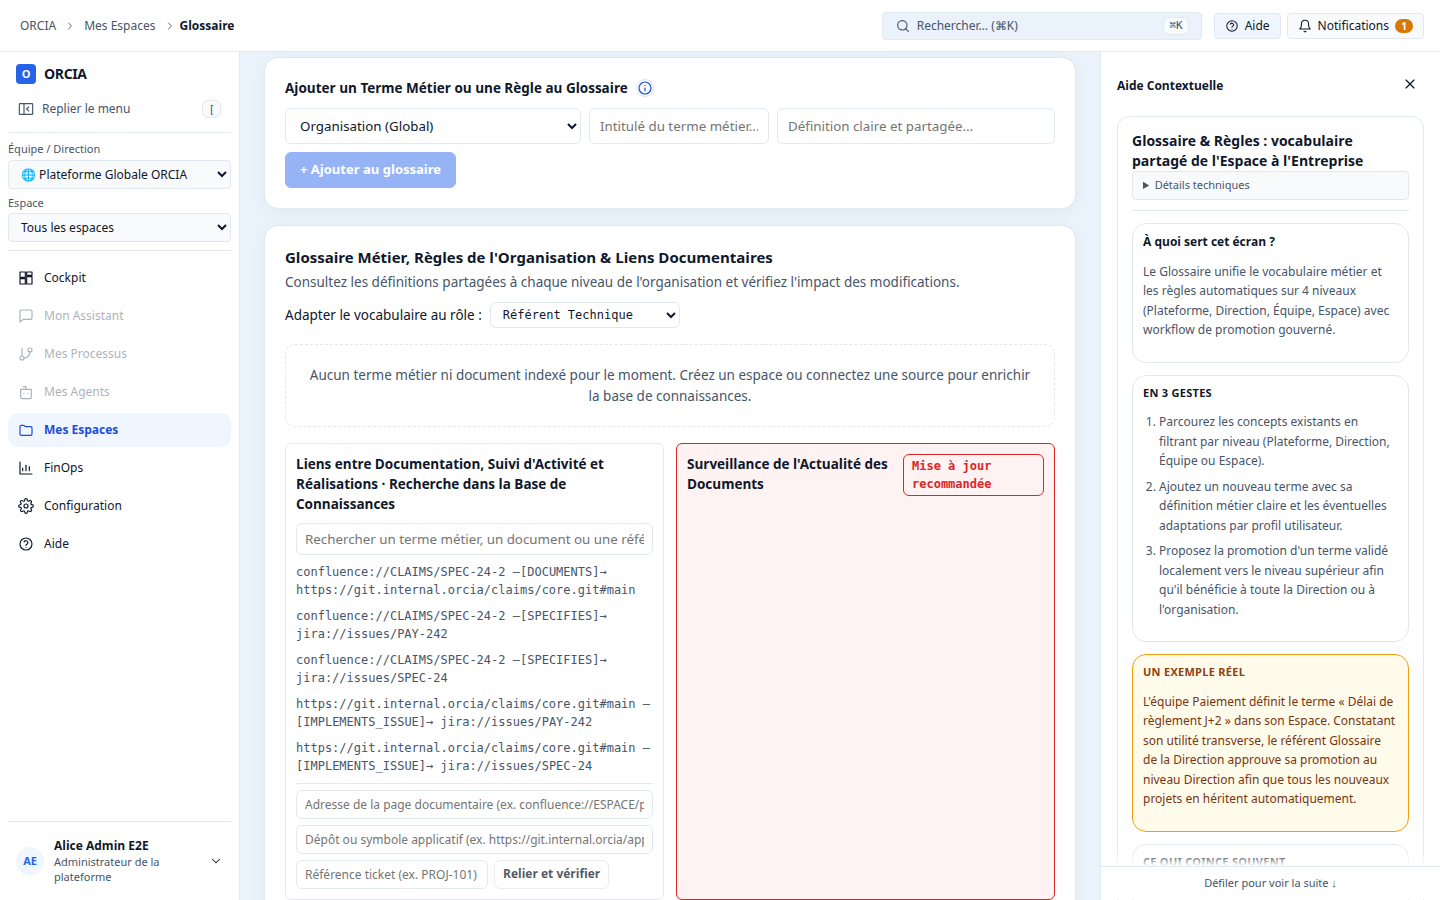 ORCIA > Mes Espaces > Glossaire
Rechercher... (⌘K)
⌘K
Aide
Notifications 1
O ORCIA
Replier le menu [
Équipe / Direction
🌐 Plateforme Globale ORCIA
Espace
Tous les espaces
Cockpit
Mon Assistant
Mes Processus
Mes Agents
Mes Espaces
FinOps
Configuration
Aide
AE
Alice Admin E2E
Administrateur de la
plateforme
Ajouter un Terme Métier ou une Règle au Glossaire
Organisation (Global)
Intitulé du terme métier...
Définition claire et partagée...
+ Ajouter au glossaire
Glossaire Métier, Règles de l'Organisation & Liens Documentaires
Consultez les définitions partagées à chaque niveau de l'organisation et vérifiez l'impact des modifications.
Adapter le vocabulaire au rôle : Référent Technique
Aucun terme métier ni document indexé pour le moment. Créez un espace ou connectez une source pour enrichir
la base de connaissances.
Liens entre Documentation, Suivi d'Activité et
Réalisations · Recherche dans la Base de
Connaissances
Rechercher un terme métier, un document ou une réfé
confluence://CLAIMS/SPEC-24-2 —[DOCUMENTS]→
https://git.internal.orcia/claims/core.git#main
confluence://CLAIMS/SPEC-24-2 —[SPECIFIES]→
jira://issues/PAY-242
confluence://CLAIMS/SPEC-24-2 —[SPECIFIES]→
jira://issues/SPEC-24
https://git.internal.orcia/claims/core.git#main —
[IMPLEMENTS_ISSUE]→ jira://issues/PAY-242
https://git.internal.orcia/claims/core.git#main —
[IMPLEMENTS_ISSUE]→ jira://issues/SPEC-24
Adresse de la page documentaire (ex. confluence://ESPACE/p
Dépôt ou symbole applicatif (ex. https://git.internal.orcia/app
Référence ticket (ex. PROJ-101)
Relier et vérifier
Surveillance de l'Actualité des
Documents
Mise à jour
recommandée
Aide Contextuelle
Glossaire & Règles : vocabulaire
partagé de l'Espace à l'Entreprise
▶ Détails techniques
À quoi sert cet écran ?
Le Glossaire unifie le vocabulaire métier et
les règles automatiques sur 4 niveaux
(Plateforme, Direction, Équipe, Espace) avec
workflow de promotion gouverné.
EN 3 GESTES
1. Parcourez les concepts existants en
filtrant par niveau (Plateforme, Direction,
Équipe ou Espace).
2. Ajoutez un nouveau terme avec sa
définition métier claire et les éventuelles
adaptations par profil utilisateur.
3. Proposez la promotion d'un terme validé
localement vers le niveau supérieur afin
qu'il bénéficie à toute la Direction ou à
l'organisation.
UN EXEMPLE RÉEL
L'équipe Paiement définit le terme « Délai de
règlement J+2 » dans son Espace. Constatant
son utilité transverse, le référent Glossaire
de la Direction approuve sa promotion au
niveau Direction afin que tous les nouveaux
projets en héritent automatiquement.
CE QUI COINCE SOUVENT
Défiler pour voir la suite ↓